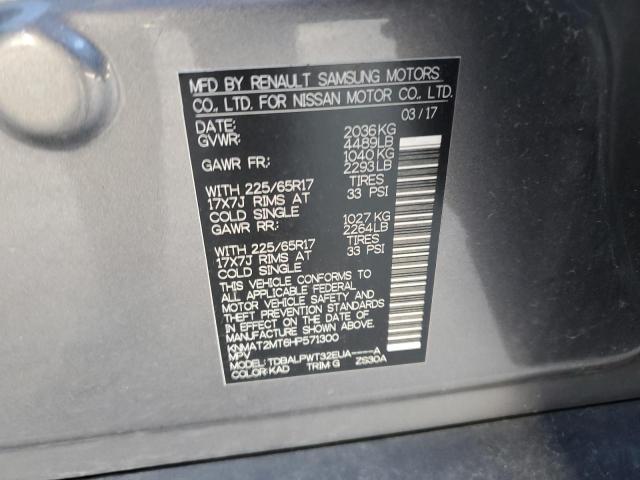 MFD BY RENAULT SAMSUNG MOTORS
CO., LTD. FOR NISSAN MOTOR CO., LTD.
DATE: 03/17
GVWR: 2036KG
4489LB
GAWR FR: 1040KG
2293LB
WITH 225/65R17 TIRES
17X7J RIMS AT 33 PSI
COLD SINGLE
GAWR RR: 1027KG
2264LB
WITH 225/65R17 TIRES
17X7J RIMS AT 33 PSI
COLD SINGLE
THIS VEHICLE CONFORMS TO
ALL APPLICABLE FEDERAL
MOTOR VEHICLE SAFETY AND
THEFT PREVENTION STANDARDS
IN EFFECT ON THE DATE OF
MANUFACTURE SHOWN ABOVE.
KNMAT2MT6HP571300
MPV
MODEL: TDBALPWT32EUA----A
COLOR: KAD TRIM: G ZS30A